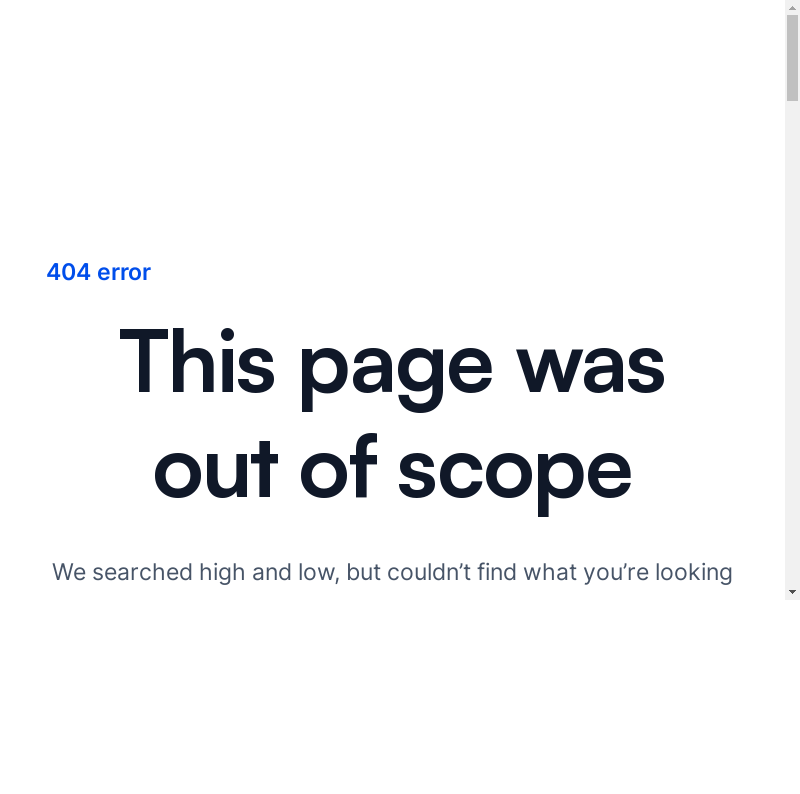 404 error
This page was
out of scope
We searched high and low, but couldn’t find what you’re looking